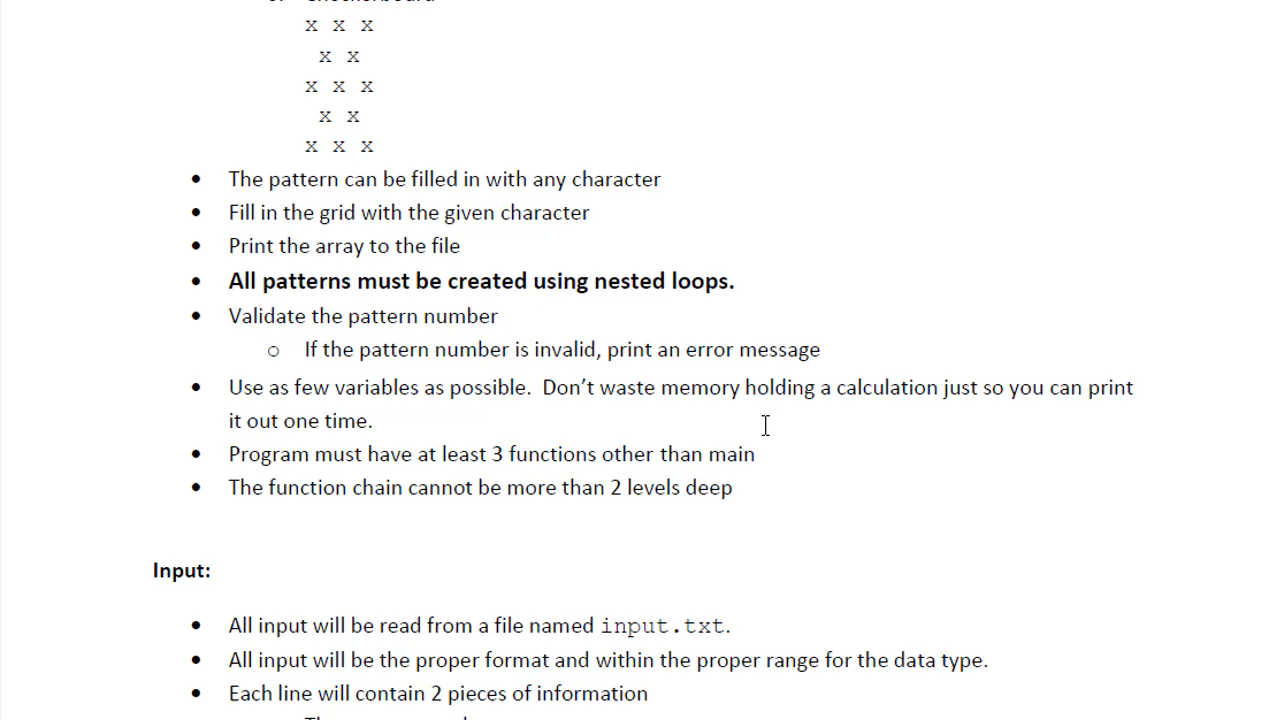 x x x
x x
x x x
x x
x x x
• The pattern can be filled in with any character
• Fill in the grid with the given character
• Print the array to the file
• All patterns must be created using nested loops.
• Validate the pattern number
o If the pattern number is invalid, print an error message
• Use as few variables as possible. Don't waste memory holding a calculation just so you can print
it out one time.
• Program must have at least 3 functions other than main
• The function chain cannot be more than 2 levels deep
Input:
• All input will be read from a file named input.txt.
• All input will be the proper format and within the proper range for the data type.
• Each line will contain 2 pieces of information